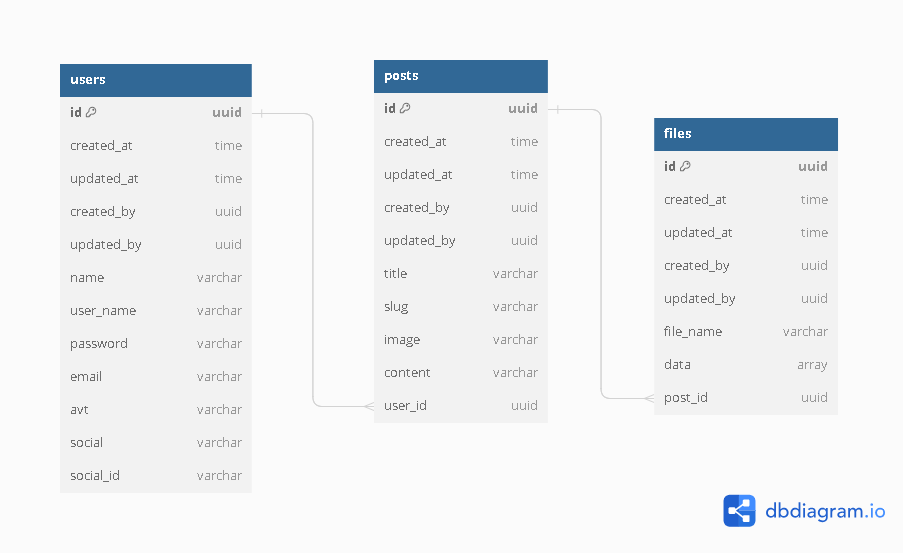 users
id uuid
created_at time
updated_at time
created_by uuid
updated_by uuid
name varchar
user_name varchar
password varchar
email varchar
avt varchar
social varchar
social_id varchar
posts
id uuid
created_at time
updated_at time
created_by uuid
updated_by uuid
title varchar
slug varchar
image varchar
content varchar
user_id uuid
files
id uuid
created_at time
updated_at time
created_by uuid
updated_by uuid
file_name varchar
data array
post_id uuid
dbdiagram.io